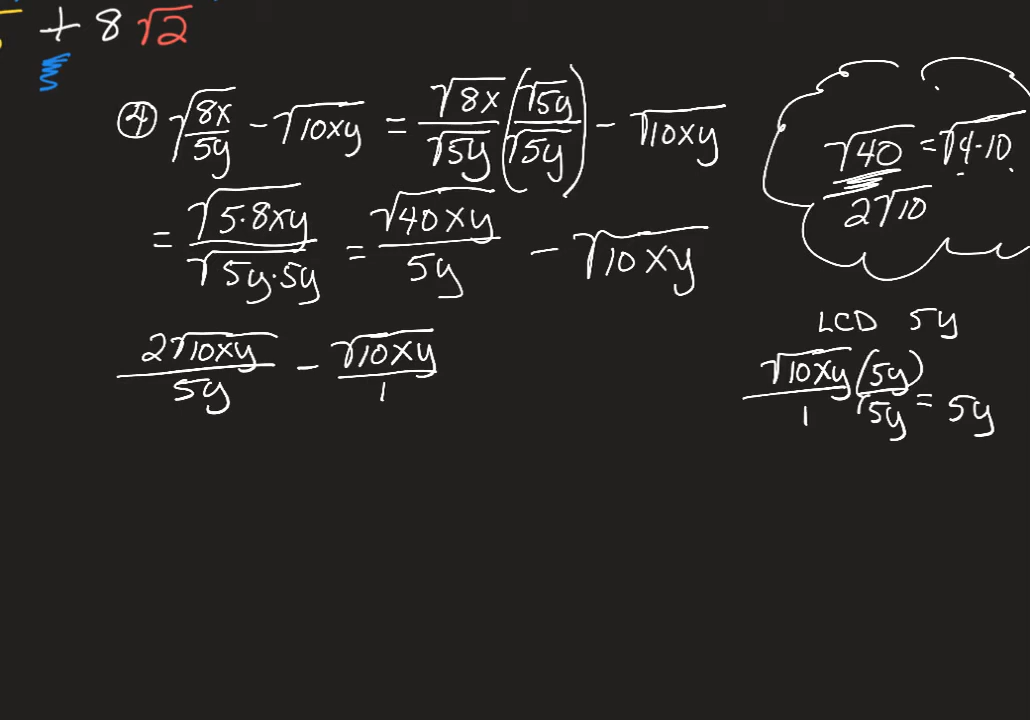 + 8√2
④ √(8x/5y) - √10xy = √8x/√5y (√5y/√5y) - √10xy
= √5·8xy/√5y·5y = √40xy/5y - √10xy
2√10xy/5y - √10xy/1
√40 = √4·10
2√10
LCD 5y
√10xy/1 (5y/5y) = 5y